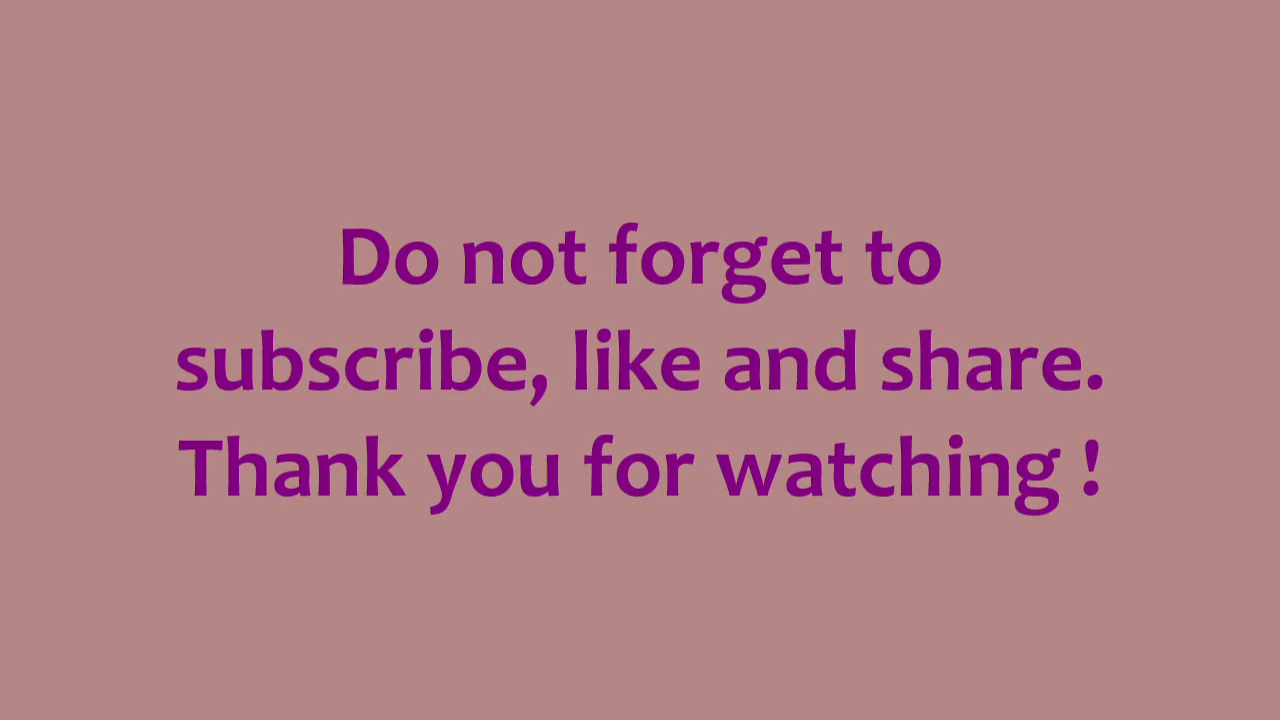 Do not forget to
subscribe, like and share.
Thank you for watching !